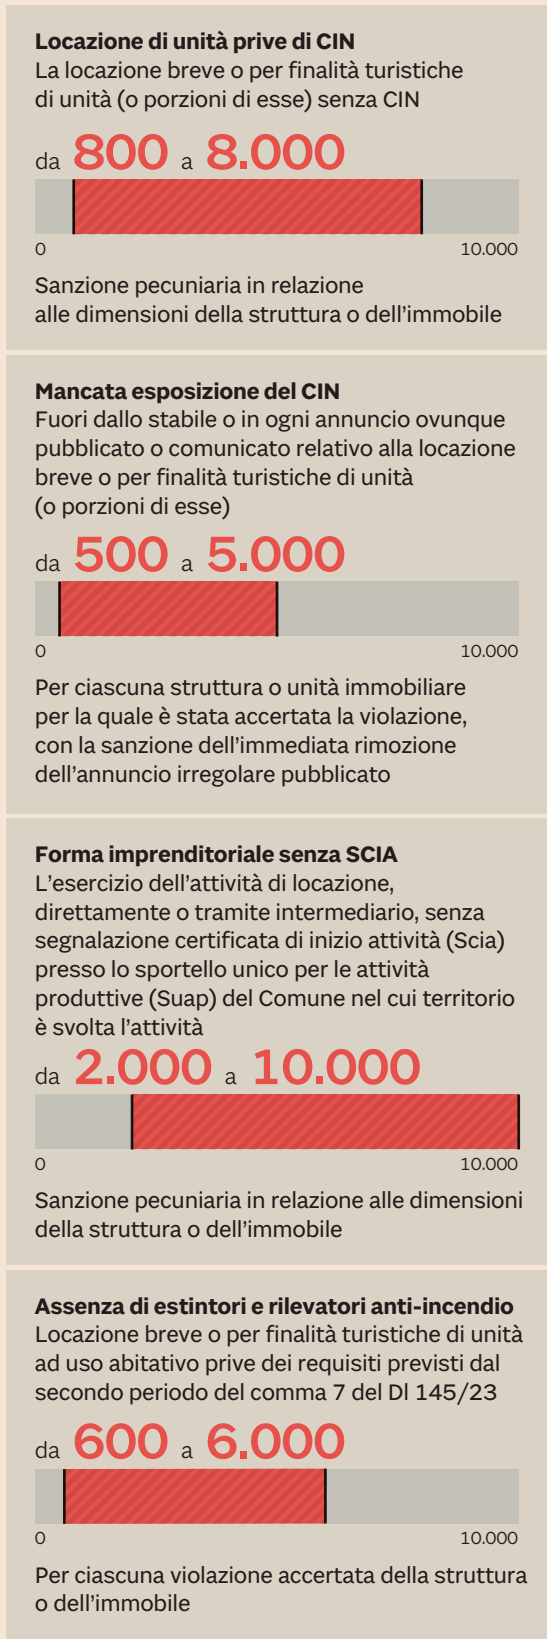 Locazione di unità prive di CIN
La locazione breve o per finalità turistiche
di unità (o porzioni di esse) senza CIN
da 800 a 8.000
0 10.000
Sanzione pecuniaria in relazione
alle dimensioni della struttura o dell'immobile
Mancata esposizione del CIN
Fuori dallo stabile o in ogni annuncio ovunque
pubblicato o comunicato relativo alla locazione
breve o per finalità turistiche di unità
(o porzioni di esse)
da 500 a 5.000
0 10.000
Per ciascuna struttura o unità immobiliare
per la quale è stata accertata la violazione,
con la sanzione dell'immediata rimozione
dell'annuncio irregolare pubblicato
Forma imprenditoriale senza SCIA
L'esercizio dell'attività di locazione,
direttamente o tramite intermediario, senza
segnalazione certificata di inizio attività (Scia)
presso lo sportello unico per le attività
produttive (Suap) del Comune nel cui territorio
è svolta l'attività
da 2.000 a 10.000
0 10.000
Sanzione pecuniaria in relazione alle dimensioni
della struttura o dell'immobile
Assenza di estintori e rilevatori anti-incendio
Locazione breve o per finalità turistiche di unità
ad uso abitativo prive dei requisiti previsti dal
secondo periodo del comma 7 del Dl 145/23
da 600 a 6.000
0 10.000
Per ciascuna violazione accertata della struttura
o dell'immobile